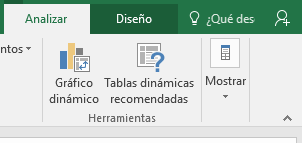 Analizar Diseño ¿Qué des
ntos
Gráfico dinámico
Tablas dinámicas recomendadas
Mostrar
Herramientas